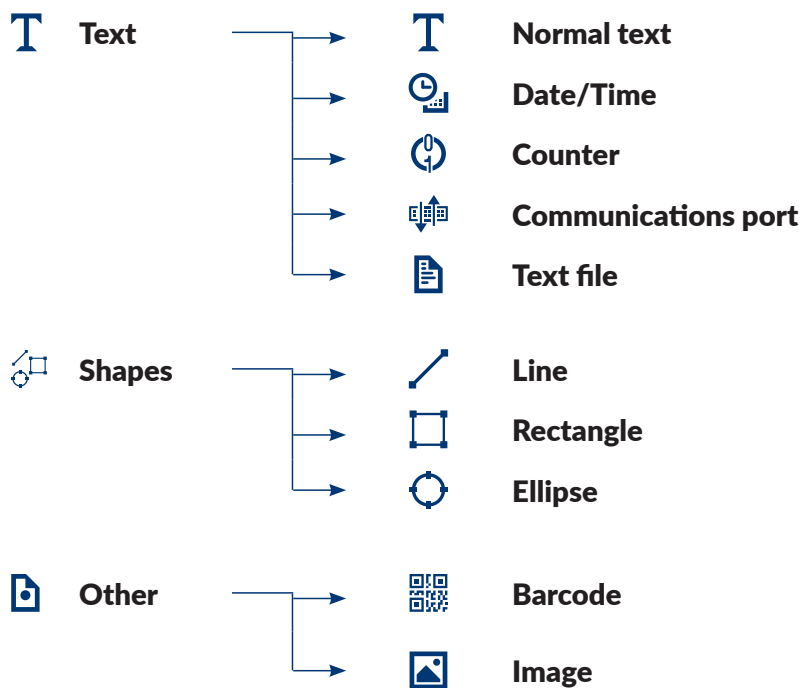 Text
Normal text
Date/Time
Counter
Communications port
Text file
Shapes
Line
Rectangle
Ellipse
Other
Barcode
Image